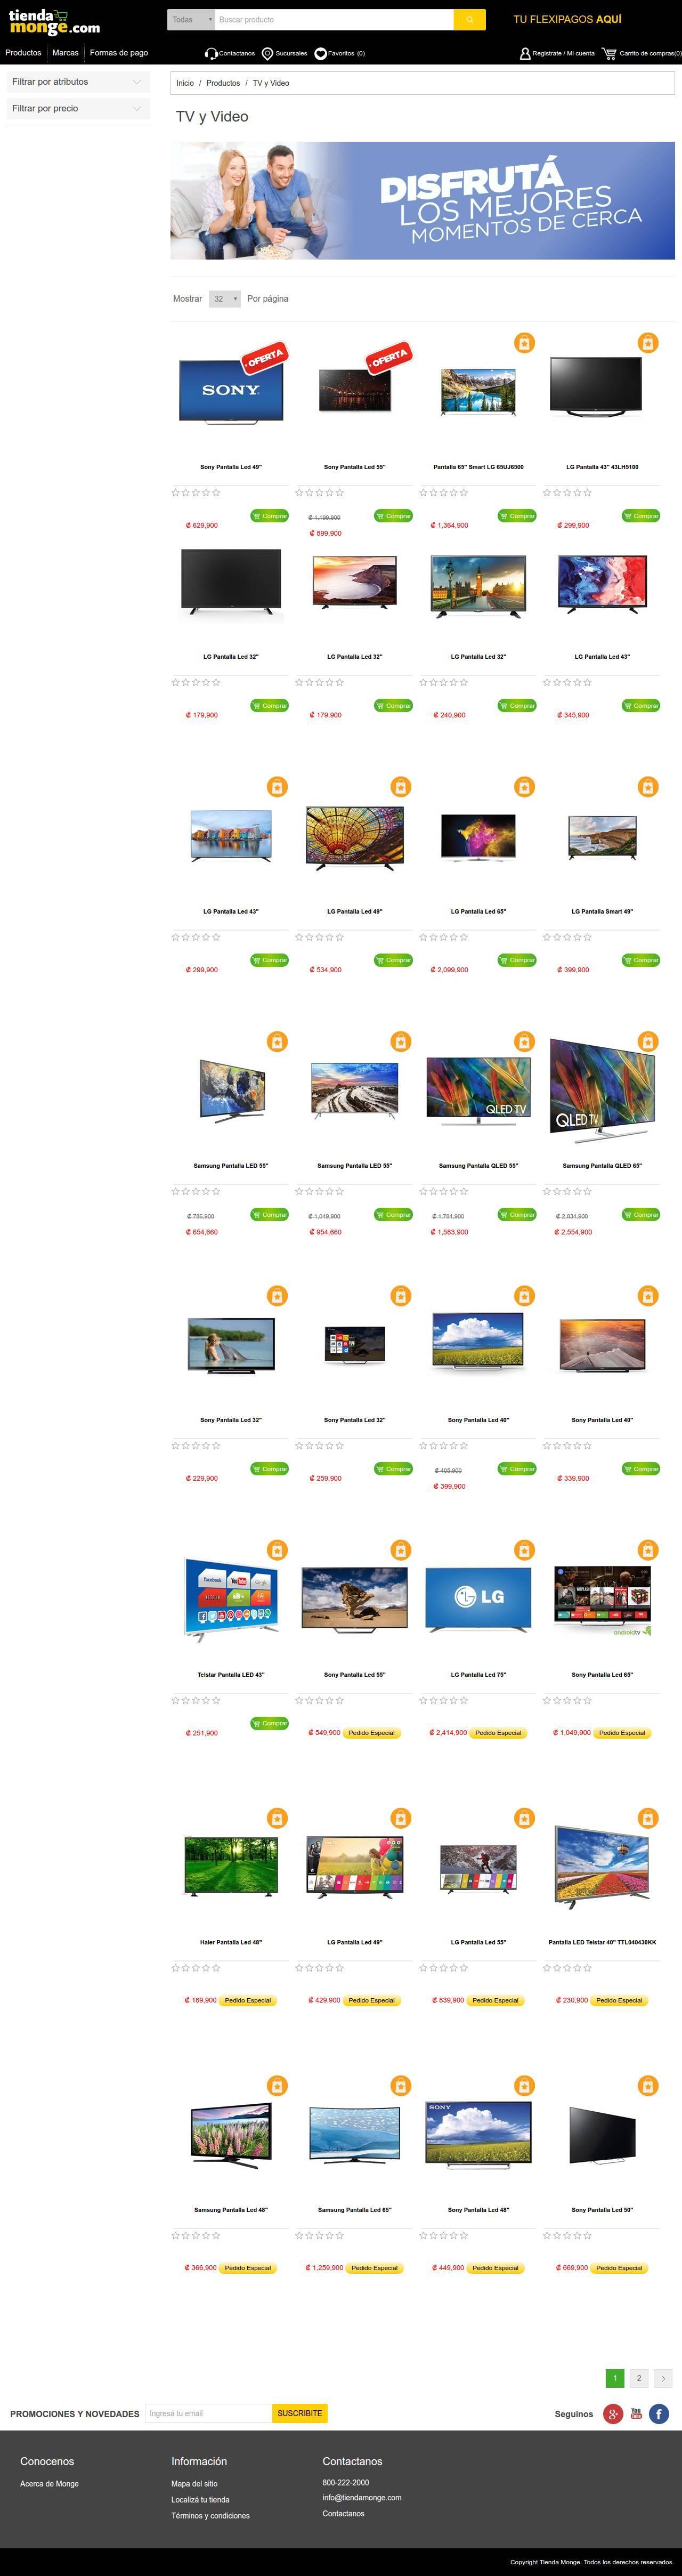 tienda
monge.com
Todas
Buscar producto
TU FLEXIPAGOS AQUÍ
Productos
Marcas
Formas de pago
Contactanos
Sucursales
Favoritos (0)
Registrate / Mi cuenta
Carrito de compras(0)
Filtrar por atributos
Filtrar por precio
Inicio / Productos / TV y Video
TV y Video
DISFRUTÁ
LOS MEJORES
MOMENTOS DE CERCA
Mostrar 32 Por página
¡OFERTA
SONY
¡OFERTA
Sony Pantalla Led 49"
Sony Pantalla Led 55"
Pantalla 65" Smart LG 65UJ6500
LG Pantalla 43" 43LH5100
₡ 629,900 Comprar
₡ 1,199,900 ₡ 899,900 Comprar
₡ 1,364,900 Comprar
₡ 299,900 Comprar
LG Pantalla Led 32"
LG Pantalla Led 32"
LG Pantalla Led 32"
LG Pantalla Led 43"
₡ 179,900 Comprar
₡ 179,900 Comprar
₡ 240,900 Comprar
₡ 345,900 Comprar
LG Pantalla Led 43"
LG Pantalla Led 49"
LG Pantalla Led 65"
LG Pantalla Smart 49"
₡ 299,900 Comprar
₡ 534,900 Comprar
₡ 2,099,900 Comprar
₡ 399,900 Comprar
QLED TV
QLED TV
Samsung Pantalla LED 55"
Samsung Pantalla LED 55"
Samsung Pantalla QLED 55"
Samsung Pantalla QLED 65"
₡ 654,660 Comprar
₡ 1,049,900 ₡ 954,660 Comprar
₡ 1,583,900 Comprar
₡ 2,554,900 Comprar
Sony Pantalla Led 32"
Sony Pantalla Led 32"
Sony Pantalla Led 40"
Sony Pantalla Led 40"
₡ 229,900 Comprar
₡ 259,900 Comprar
₡ 405,900 ₡ 399,900 Comprar
₡ 339,900 Comprar
facebook
YouTube
Google
LG
androidtv
Telstar Pantalla LED 43"
Sony Pantalla Led 55"
LG Pantalla Led 75"
Sony Pantalla Led 65"
₡ 251,900 Comprar
₡ 549,900 Pedido Especial
₡ 2,414,900 Pedido Especial
₡ 1,049,900 Pedido Especial
Haier Pantalla Led 48"
LG Pantalla Led 49"
LG Pantalla Led 55"
Pantalla LED Telstar 40" TTL040430KK
₡ 189,900 Pedido Especial
₡ 429,900 Pedido Especial
₡ 839,900 Pedido Especial
₡ 230,900 Pedido Especial
SONY
Samsung Pantalla Led 48"
Samsung Pantalla Led 65"
Sony Pantalla Led 48"
Sony Pantalla Led 50"
₡ 366,900 Pedido Especial
₡ 1,259,900 Pedido Especial
₡ 449,900 Pedido Especial
₡ 669,900 Pedido Especial
1 2
PROMOCIONES Y NOVEDADES
Ingresá tu email
SUSCRIBITE
Seguinos
You Tube
Conocenos
Acerca de Monge
Información
Mapa del sitio
Localizá tu tienda
Términos y condiciones
Contactanos
800-222-2000
info@tiendamonge.com
Contactanos
Copyright Tienda Monge. Todos los derechos reservados.